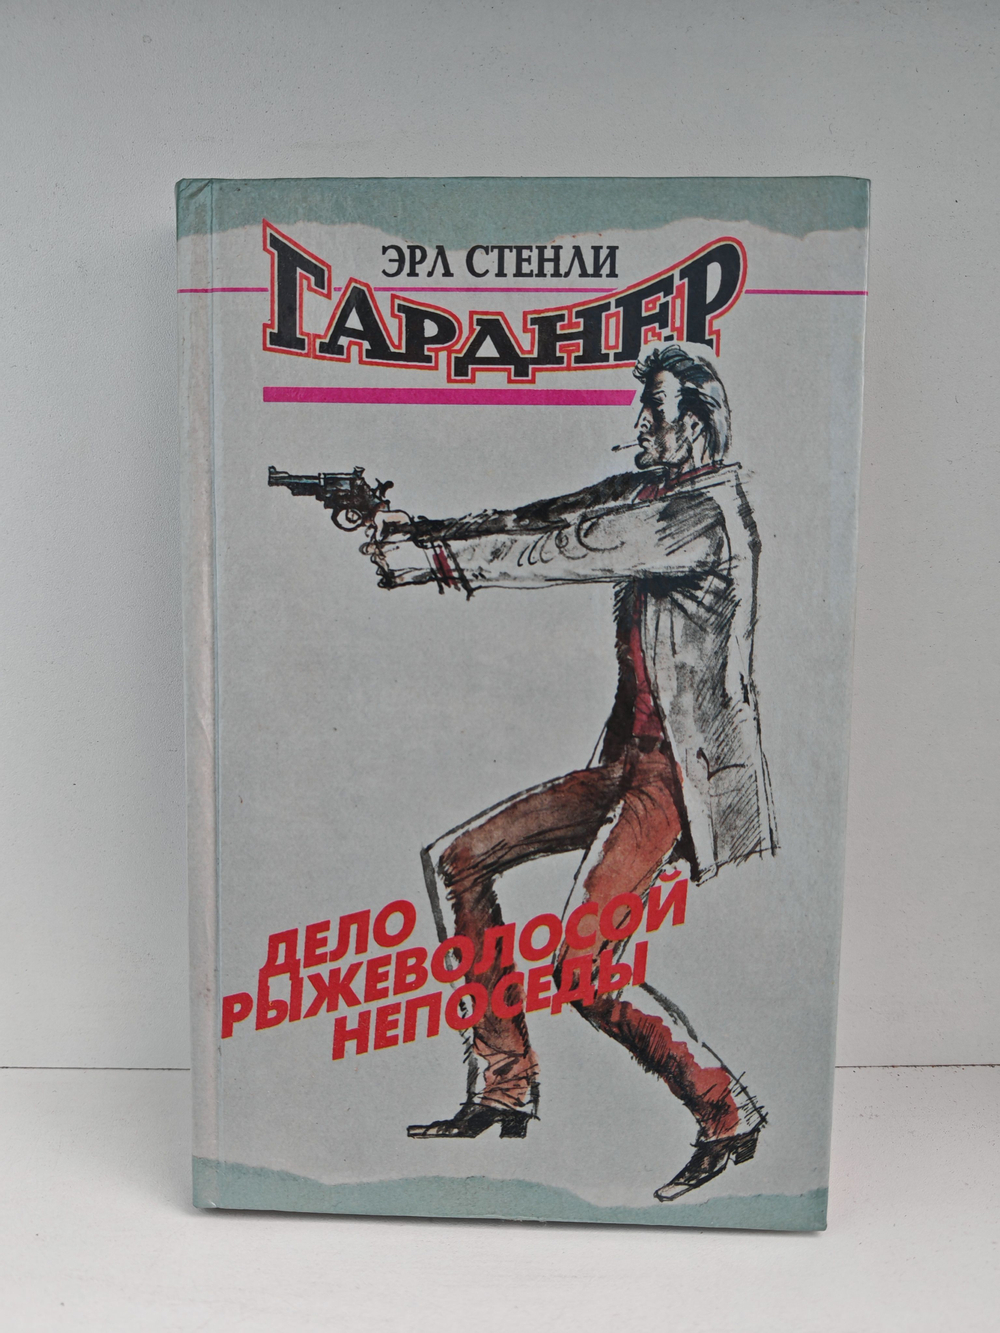 ЭРЛ СТЕНЛИ
ГАРДНЕР
ДЕЛО
РЫЖЕВОЛОСОЙ
НЕПОСЕДЫ